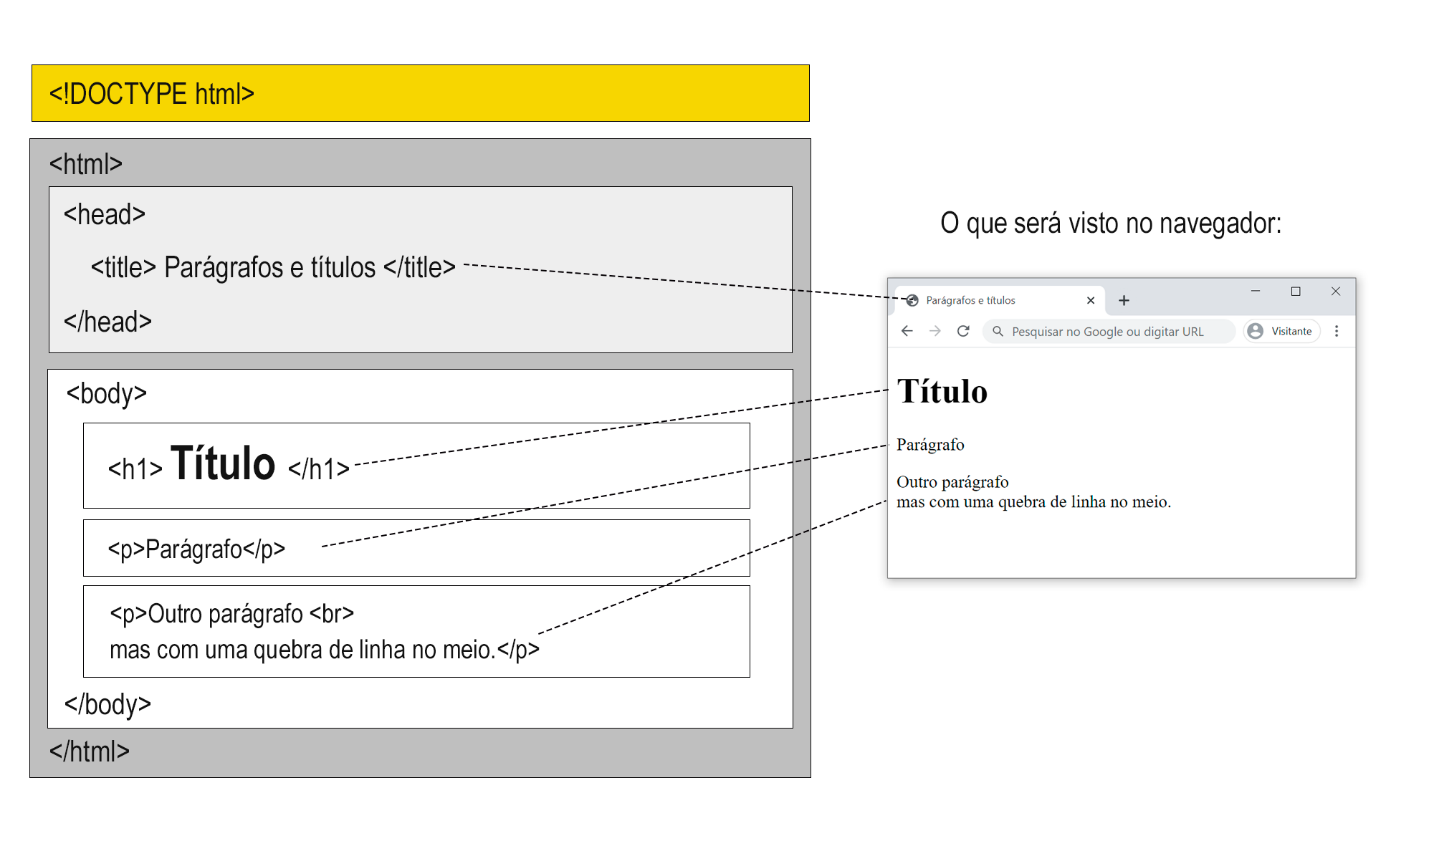 <!DOCTYPE html>
<html>
<head>
<title> Parágrafos e títulos </title>
</head>
<body>
<h1> Título </h1>
<p>Parágrafo</p>
<p>Outro parágrafo <br>
mas com uma quebra de linha no meio.</p>
</body>
</html>
O que será visto no navegador:
Parágrafos e títulos
Pesquisar no Google ou digitar URL
Visitante
Título
Parágrafo
Outro parágrafo
mas com uma quebra de linha no meio.